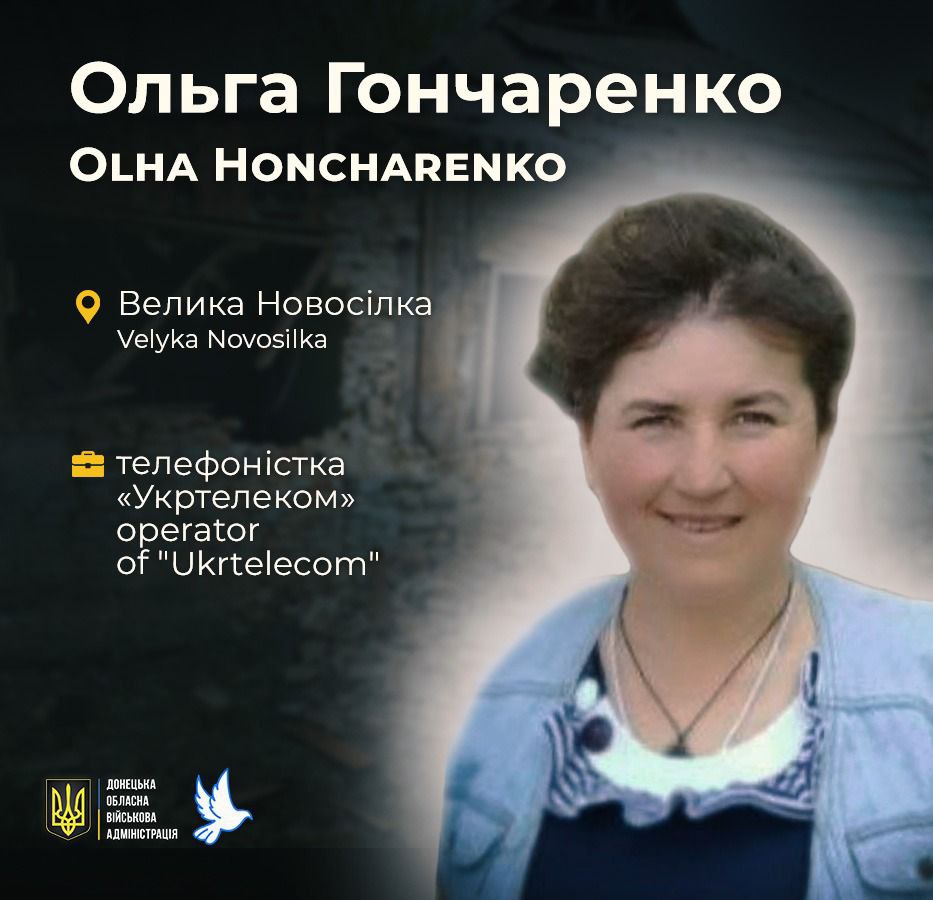 Ольга Гончаренко
Olha Honcharenko
Велика Новосілка
Velyka Novosilka
телефоністка
«Укртелеком»
operator
of "Ukrtelecom"
ДОНЕЦЬКА
ОБЛАСНА
ВІЙСЬКОВА
АДМІНІСТРАЦІЯ